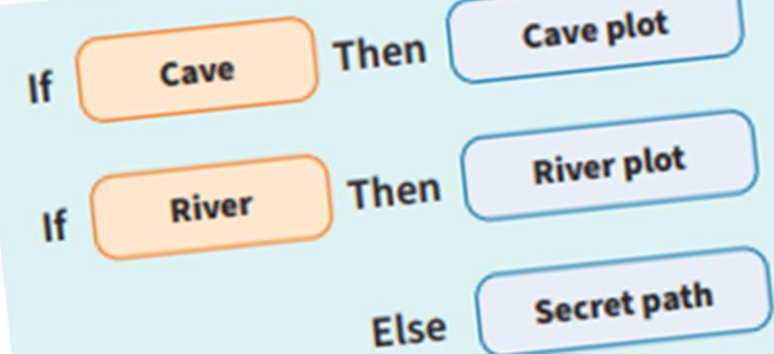 If Cave Then Cave plot
If River Then River plot
Else Secret path